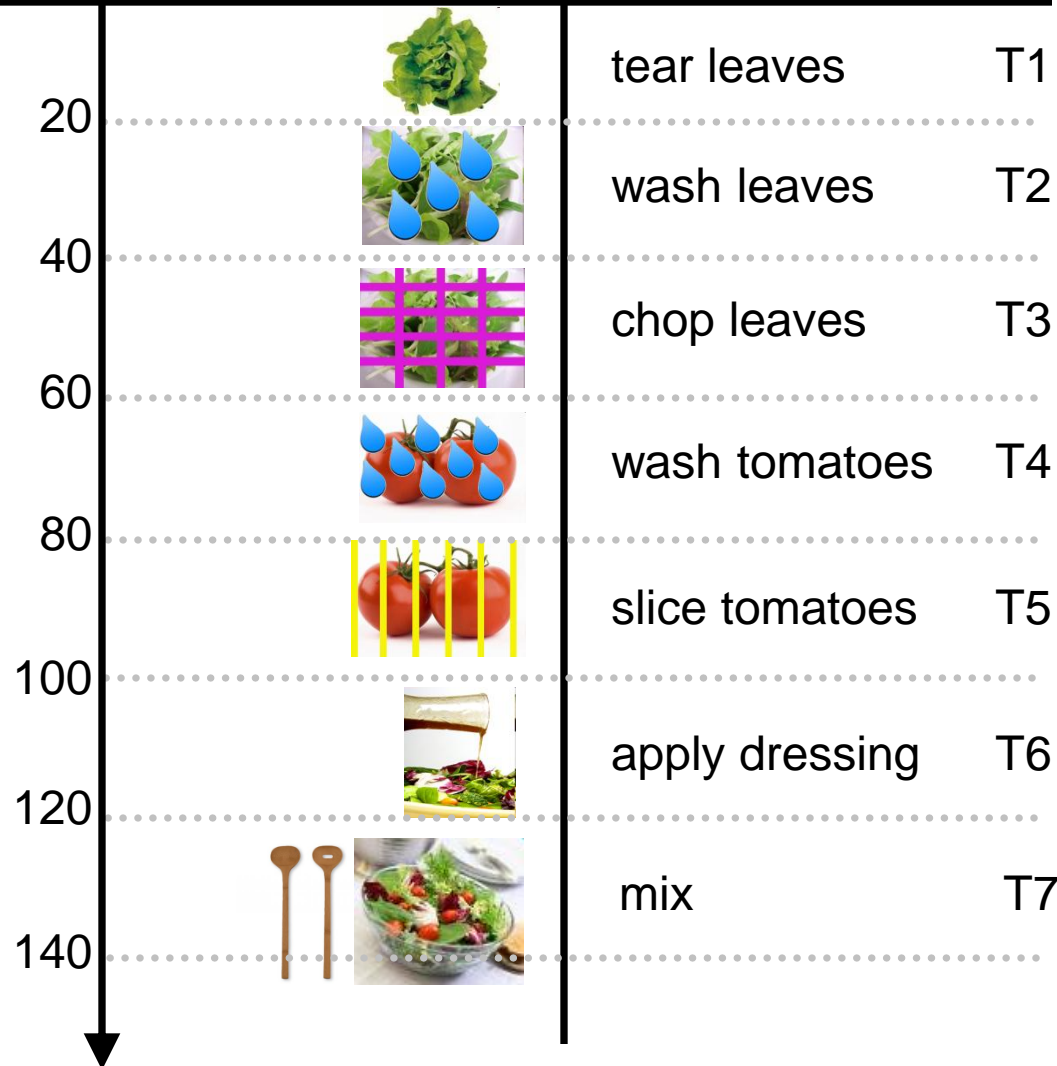 tear leaves T1
20
wash leaves T2
40
chop leaves T3
60
wash tomatoes T4
80
slice tomatoes T5
100
apply dressing T6
120
mix T7
140